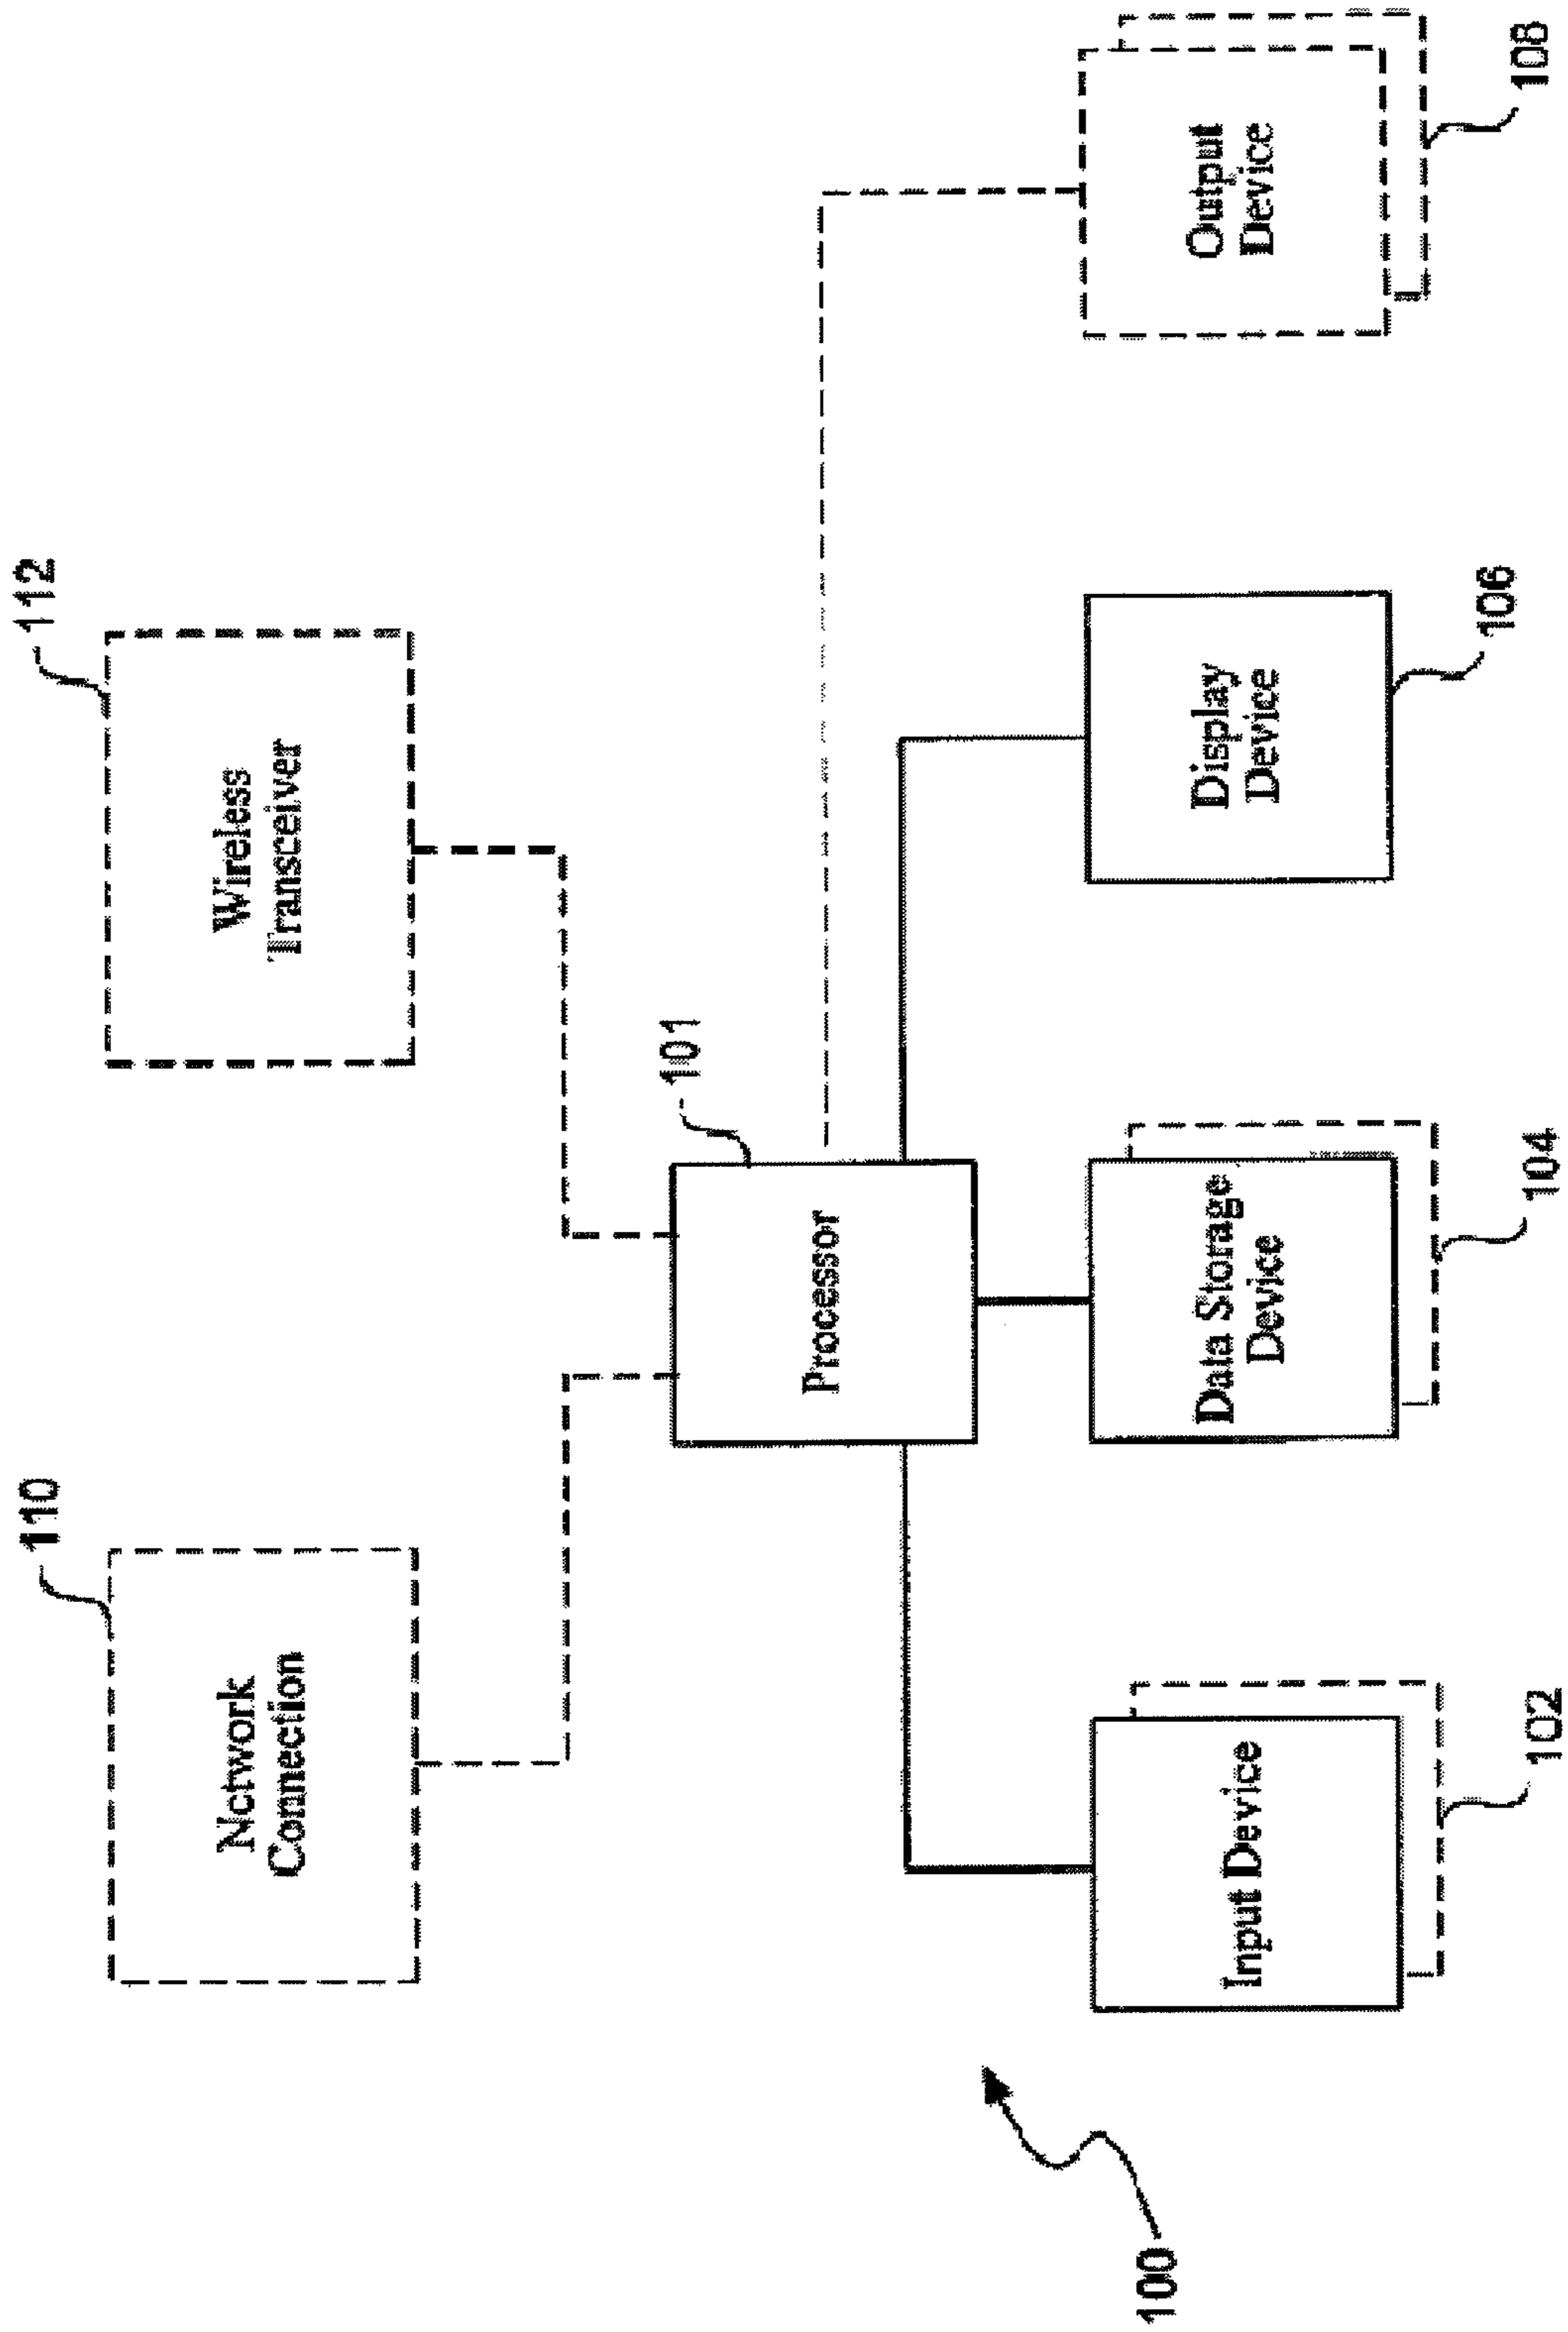 110
112
Network
Connection
Wireless
Transceiver
101
Processor
100
Input Device
102
Data Storage
Device
104
Display
Device
106
Output
Device
108